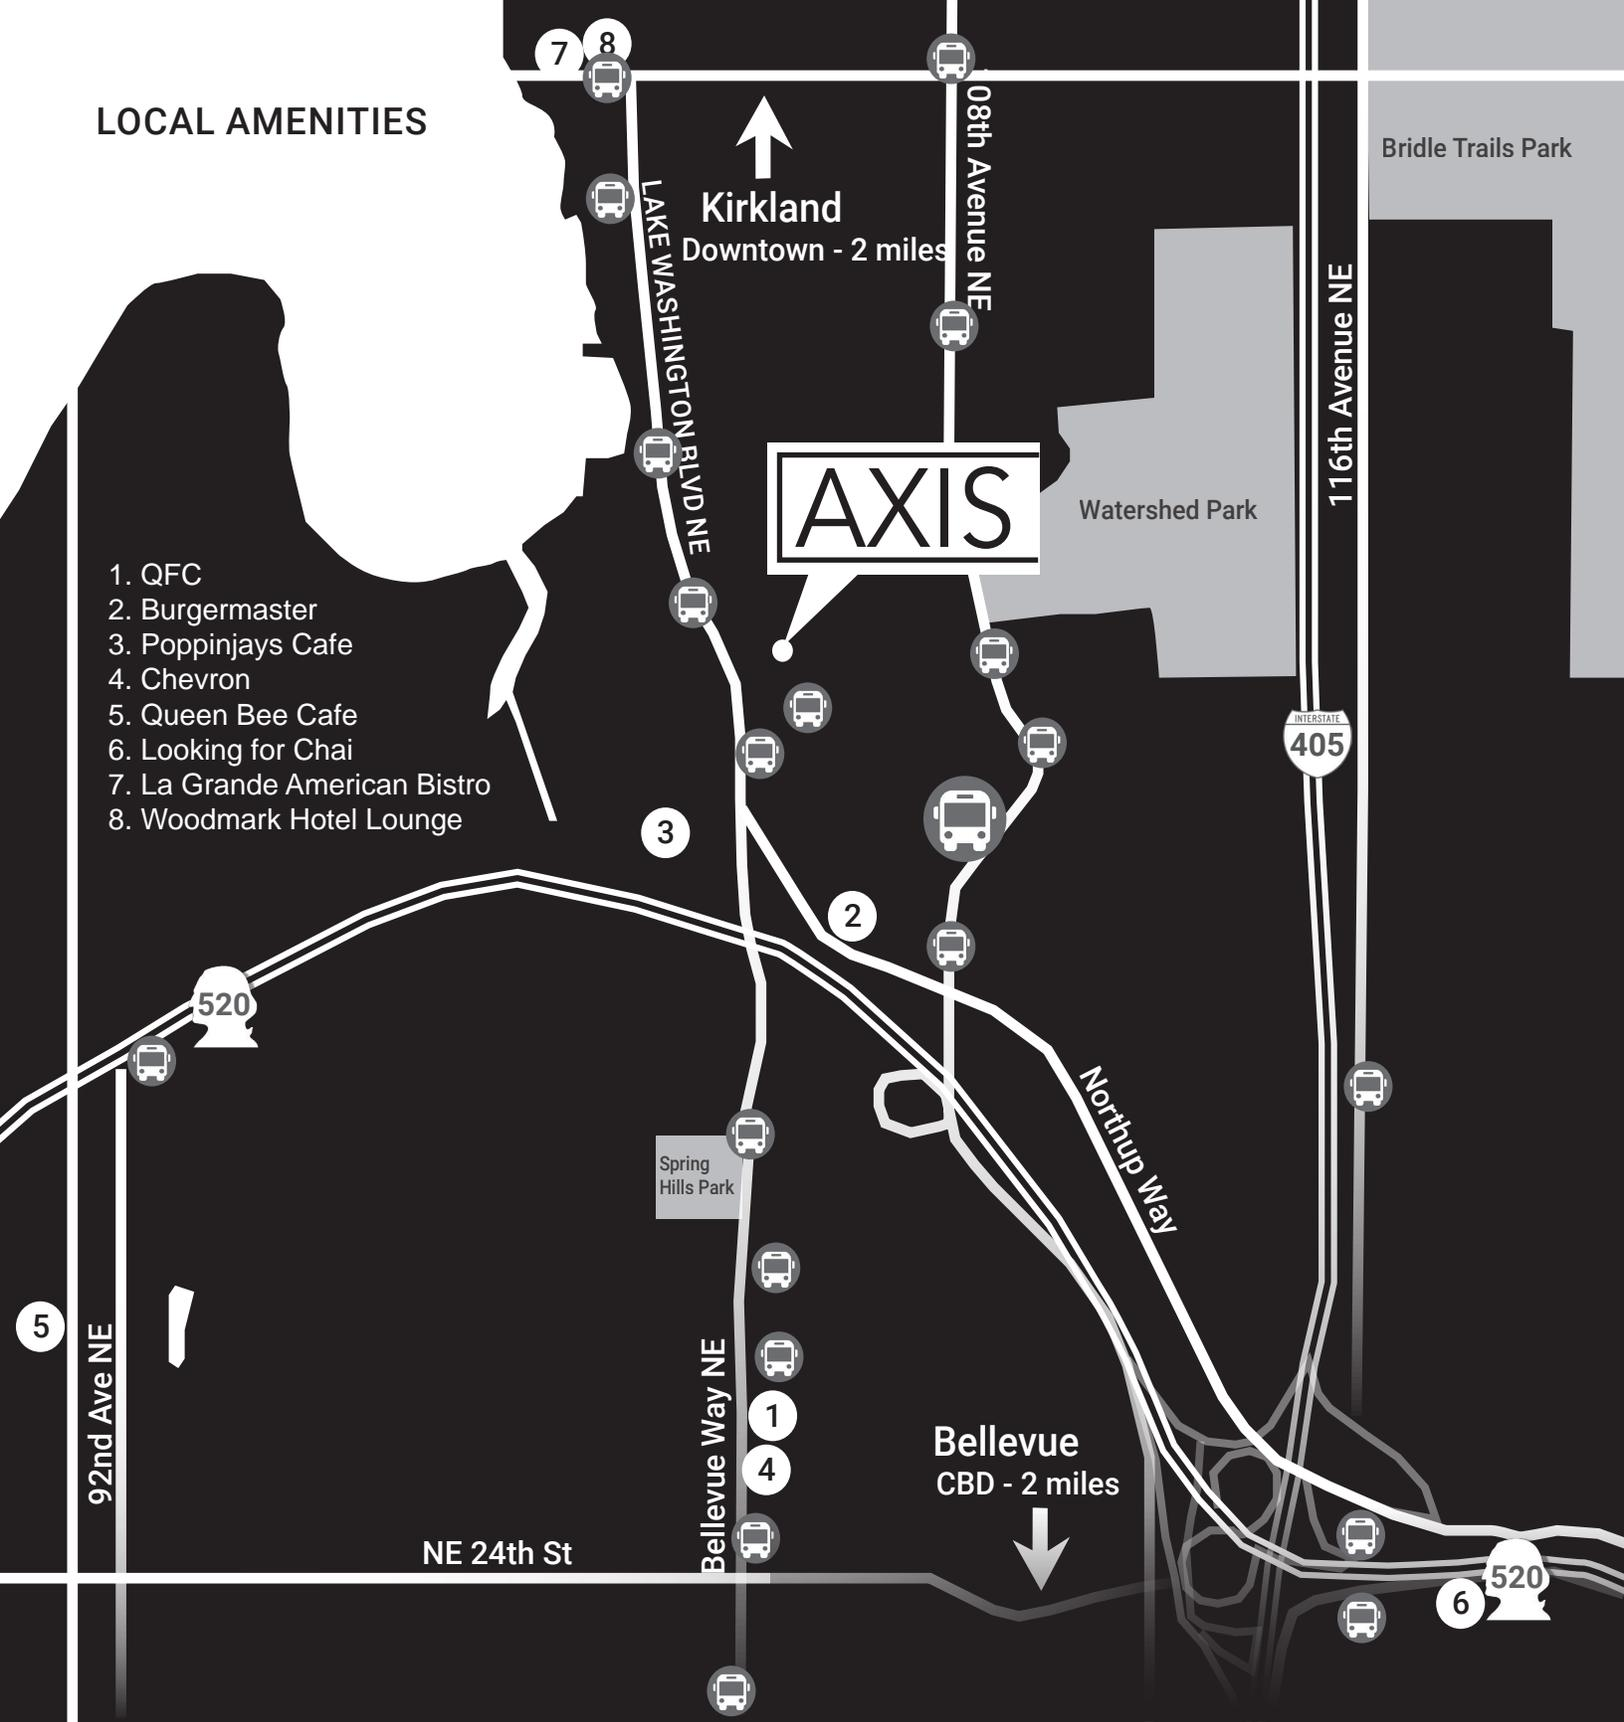 7
8
LOCAL AMENITIES
08th Avenue NE
Bridle Trails Park
Kirkland
Downtown - 2 miles
LAKE WASHINGTON BLVD NE
116th Avenue NE
AXIS
Watershed Park
1. QFC
2. Burgermaster
3. Poppinjays Cafe
4. Chevron
5. Queen Bee Cafe
6. Looking for Chai
7. La Grande American Bistro
8. Woodmark Hotel Lounge
INTERSTATE
405
3
2
520
Northup Way
Spring
Hills Park
5
92nd Ave NE
Bellevue Way NE
1
4
Bellevue
CBD - 2 miles
NE 24th St
520
6